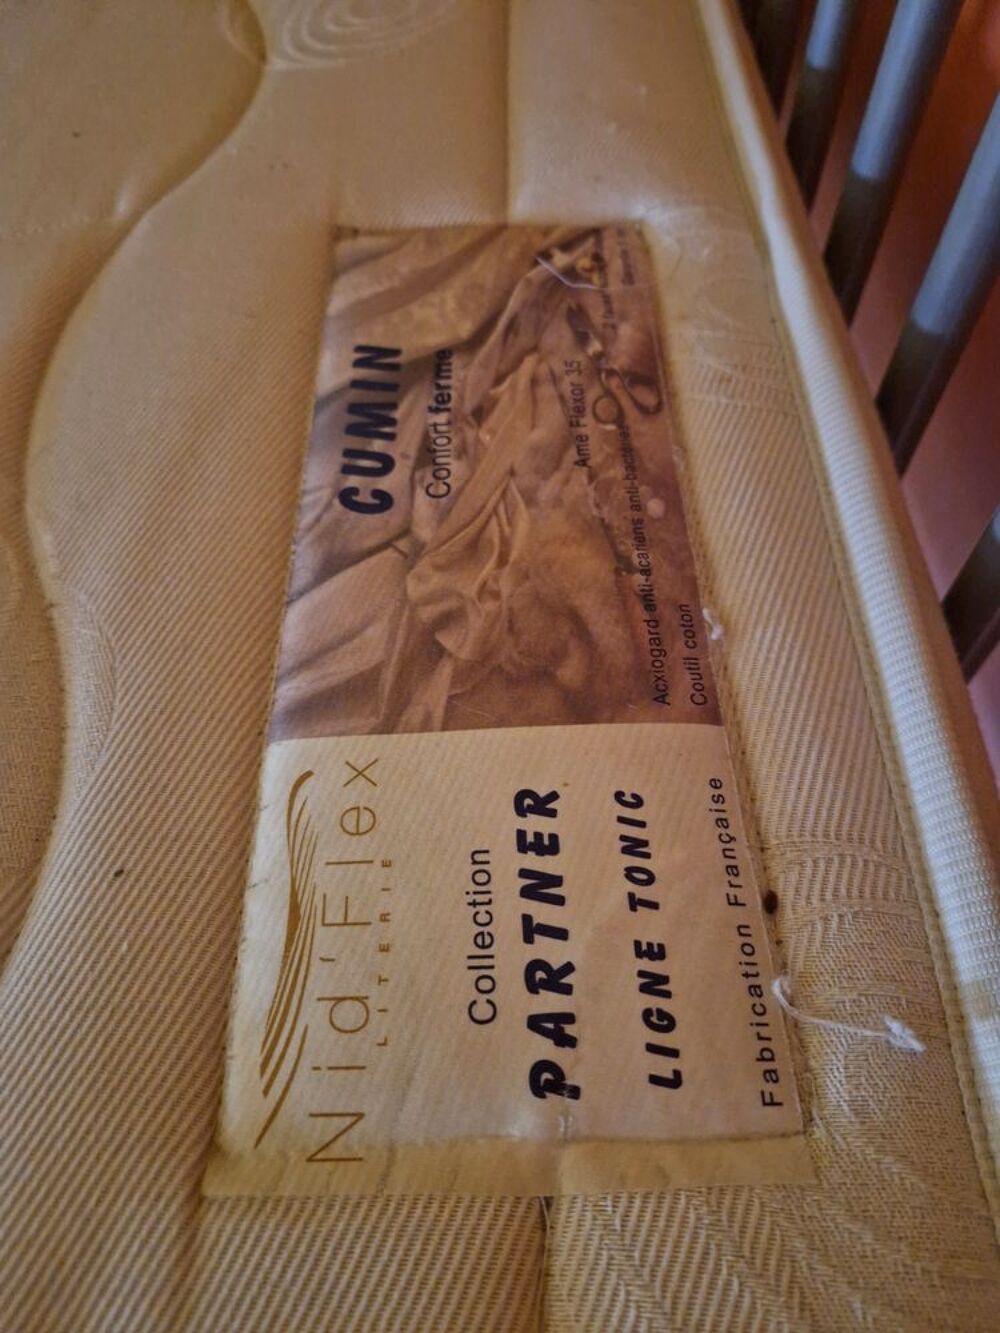 Nid'Flex
LITERIE
Collection
PARTNER
LIGNE TONIC
Fabrication Française
CUMIN
Confort ferme
Ame Flexor 35
Acxiogard anti-acariens anti-bactéries
Coutil coton